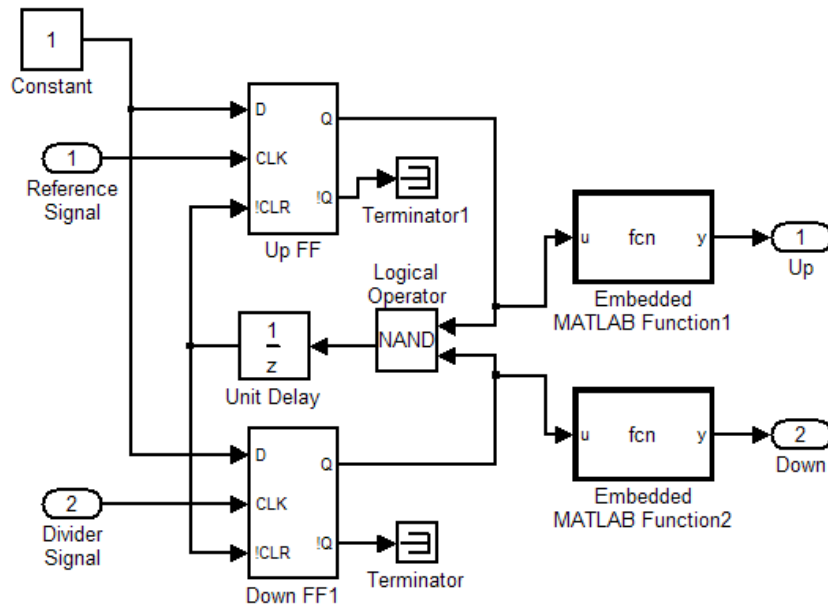 1
Constant
D
Q
1
CLK
Reference
Signal
!CLR
!Q
Terminator1
Up FF
Logical
Operator
u
fcn
y
1
Up
Embedded
MATLAB Function1
NAND
1
z
Unit Delay
D
Q
u
fcn
y
2
Down
Embedded
MATLAB Function2
2
CLK
Divider
Signal
!CLR
!Q
Terminator
Down FF1